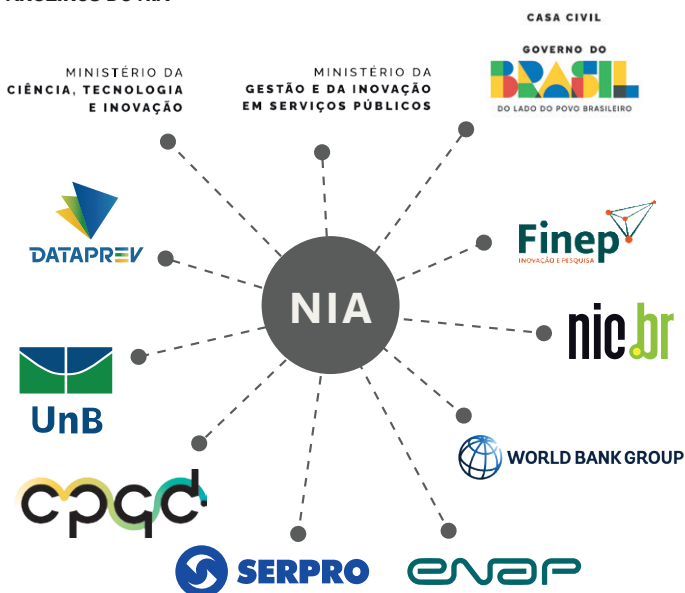 CASA CIVIL
GOVERNO DO
BRASIL
DO LADO DO POVO BRASILEIRO
MINISTÉRIO DA
CIÊNCIA, TECNOLOGIA
E INOVAÇÃO
MINISTÉRIO DA
GESTÃO E DA INOVAÇÃO
EM SERVIÇOS PÚBLICOS
DATAPREV
Finep
INOVAÇÃO E PESQUISA
NIA
nic.br
UnB
WORLD BANK GROUP
cpqd
SERPRO
enap